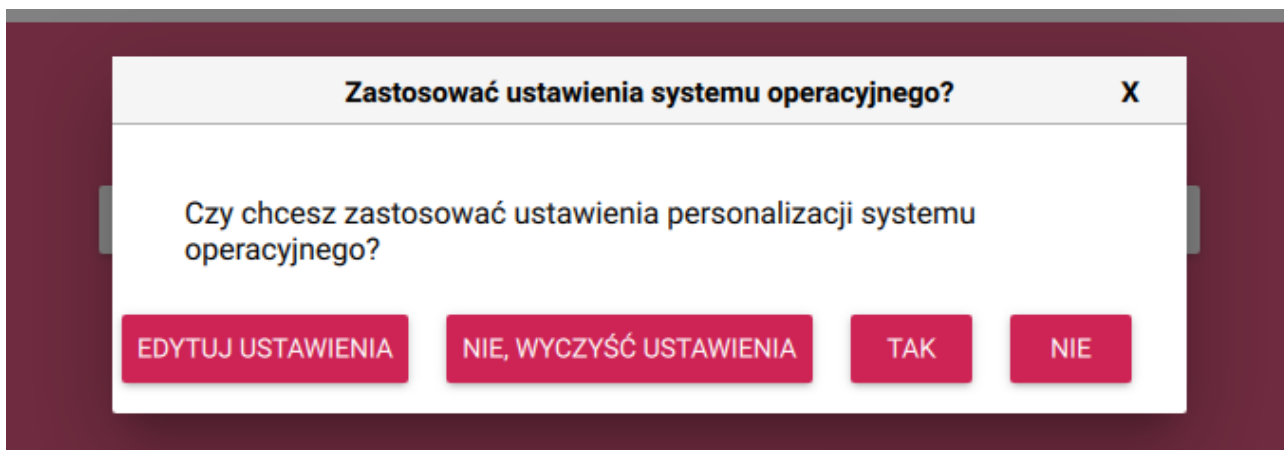 Zastosować ustawienia systemu operacyjnego? X
Czy chcesz zastosować ustawienia personalizacji systemu
operacyjnego?
EDYTUJ USTAWIENIA NIE, WYCZYŚĆ USTAWIENIA TAK NIE